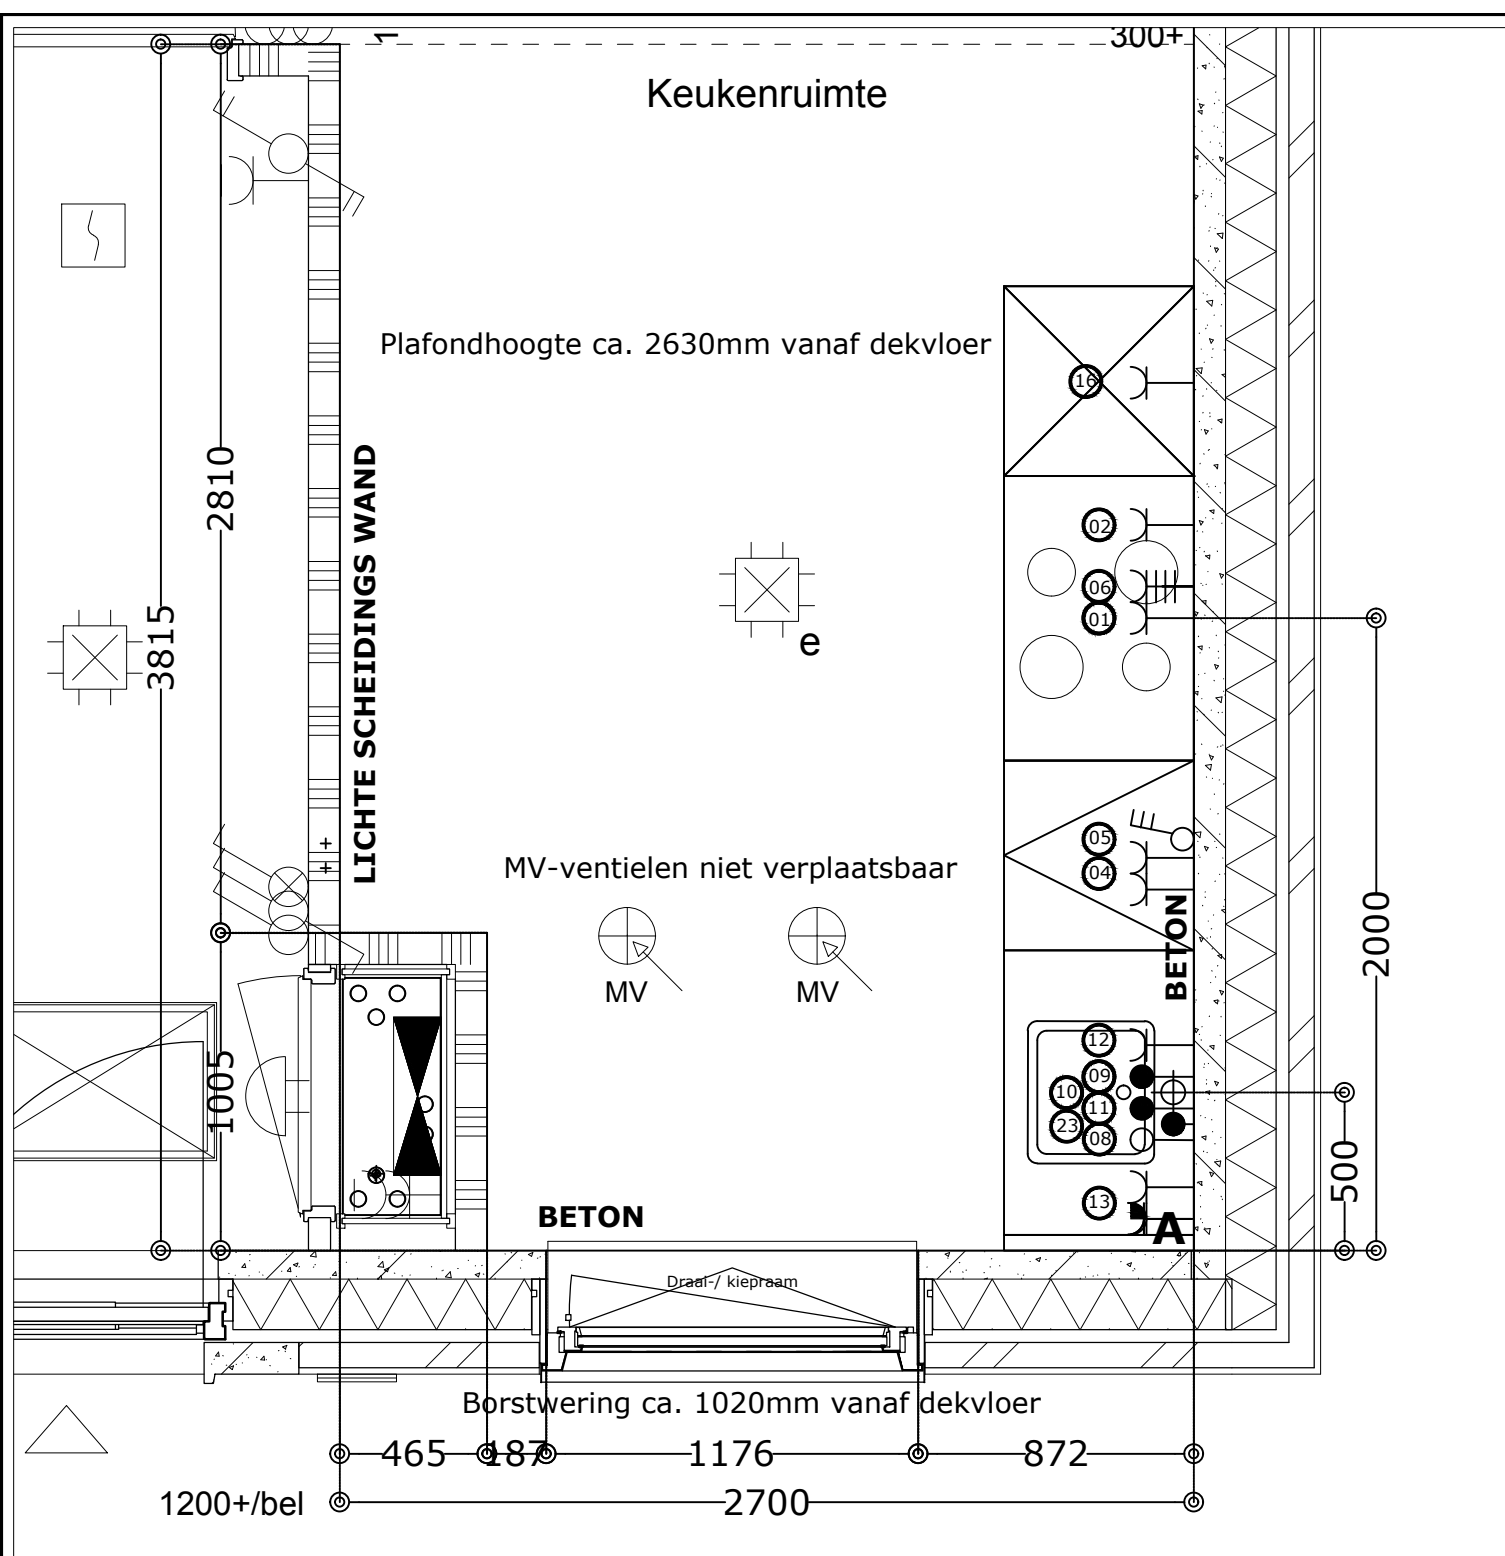 1
300+
Keukenruimte
Plafondhoogte ca. 2630mm vanaf dekvloer
16
2810
LICHTE SCHEIDINGS WAND
02
06
01
3815
e
MV-ventielen niet verplaatsbaar
05
04
BETON
2000
MV
MV
1005
12
09
10
11
23
08
500
13
A
BETON
Draai-/ kiepraam
Borstwering ca. 1020mm vanaf dekvloer
465
187
1176
872
1200+/bel
2700